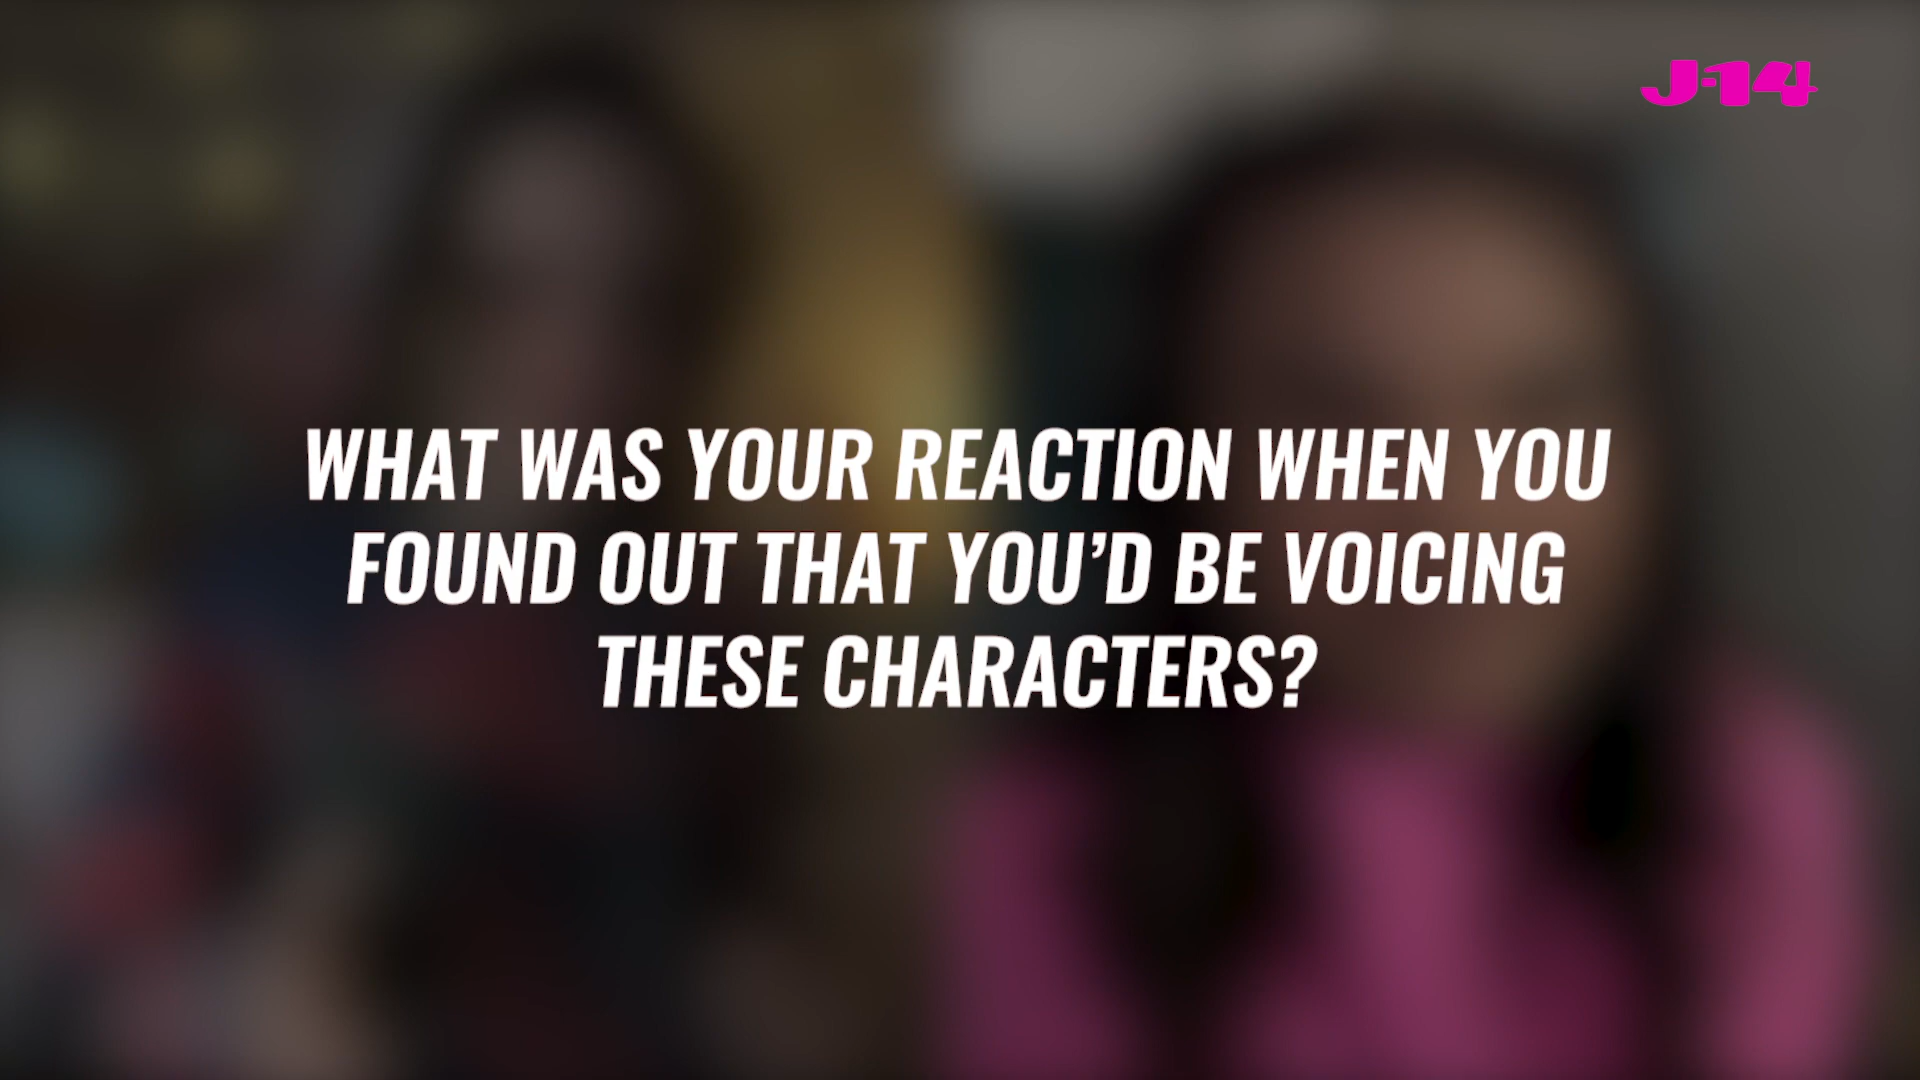 J-14
WHAT WAS YOUR REACTION WHEN YOU
FOUND OUT THAT YOU’D BE VOICING
THESE CHARACTERS?